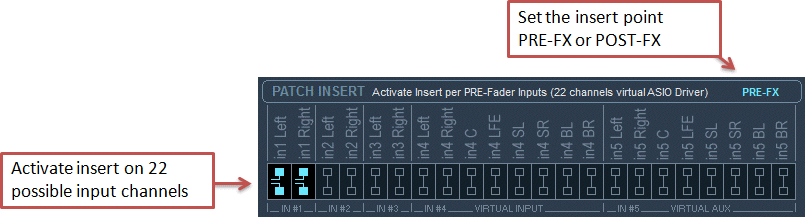 Set the insert point
PRE-FX or POST-FX
PATCH INSERT Activate Insert per PRE-Fader Inputs (22 channels virtual ASIO Driver) PRE-FX
in1 Left
in1 Right
in2 Left
in2 Right
in3 Left
in3 Right
in4 Left
in4 Right
in4 C
in4 LFE
in4 SL
in4 SR
in4 BL
in4 BR
in5 Left
in5 Right
in5 C
in5 LFE
in5 SL
in5 SR
in5 BL
in5 BR
Activate insert on 22
possible input channels
IN #1 IN #2 IN #3 IN #4 VIRTUAL INPUT IN #5 VIRTUAL AUX